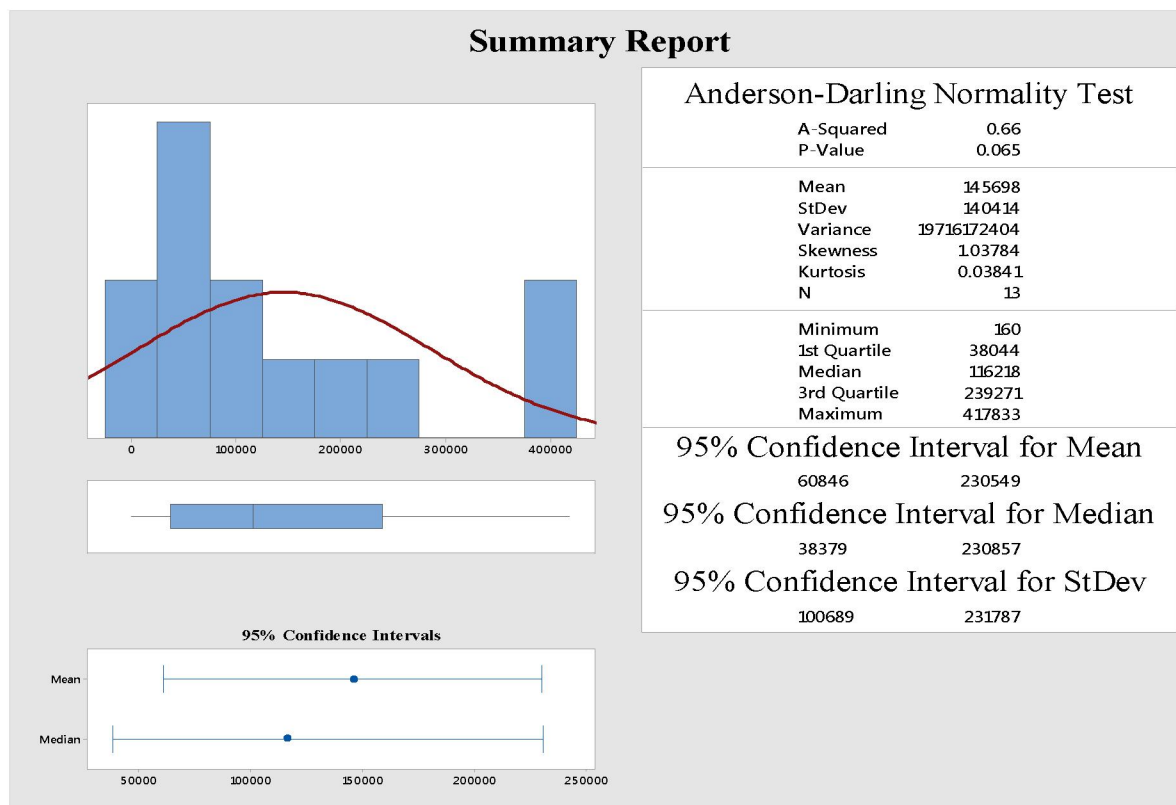 Summary Report
0 100000 200000 300000 400000
95% Confidence Intervals
Mean
Median
50000 100000 150000 200000 250000
Anderson-Darling Normality Test
A-Squared 0.66
P-Value 0.065
Mean 145698
StDev 140414
Variance 19716172404
Skewness 1.03784
Kurtosis 0.03841
N 13
Minimum 160
1st Quartile 38044
Median 116218
3rd Quartile 239271
Maximum 417833
95% Confidence Interval for Mean
60846 230549
95% Confidence Interval for Median
38379 230857
95% Confidence Interval for StDev
100689 231787